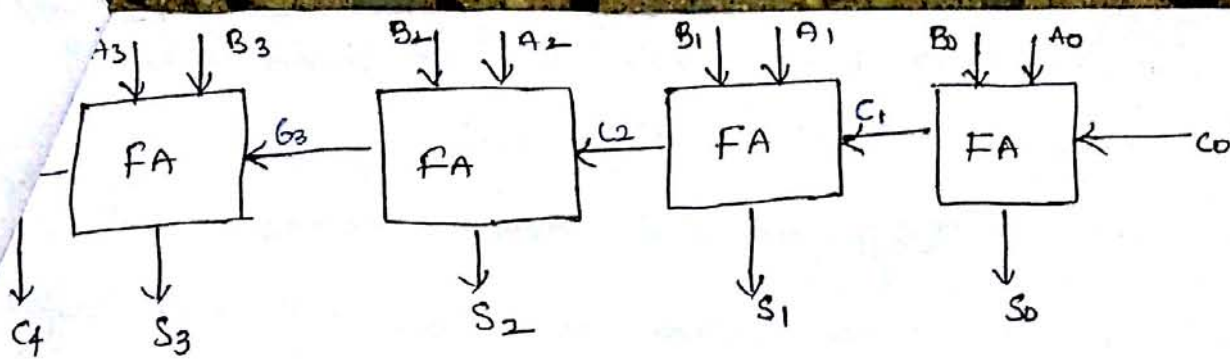 A3 B3 B2 A2 B1 A1 B0 A0
FA C3 FA C2 FA C1 FA C0
C4 S3 S2 S1 S0